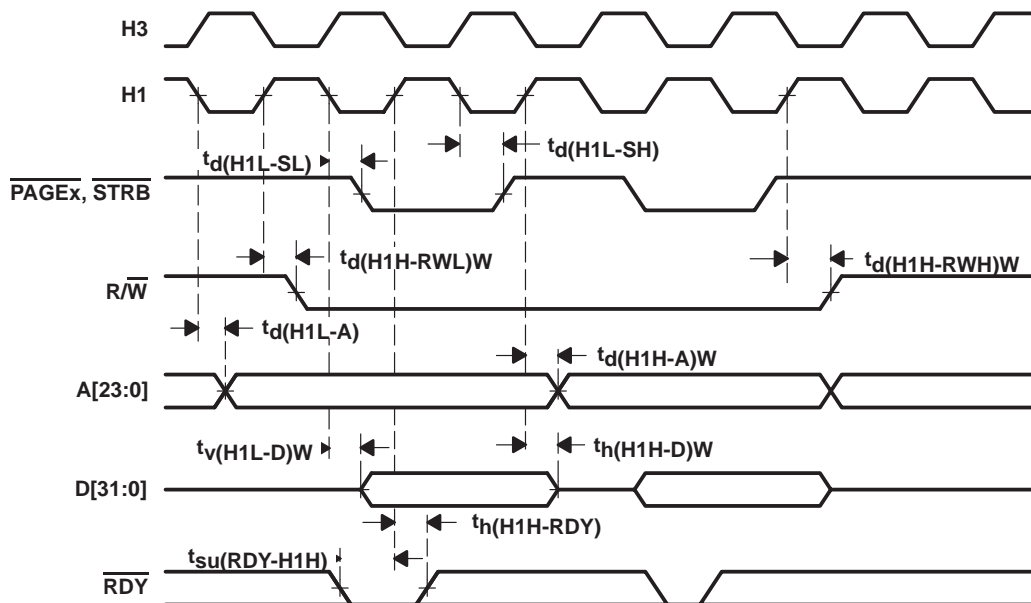 H3
H1
td(H1L-SL)
td(H1L-SH)
PAGEx, STRB
td(H1H-RWL)W
td(H1H-RWH)W
R/W
td(H1L-A)
td(H1H-A)W
A[23:0]
tv(H1L-D)W
th(H1H-D)W
D[31:0]
th(H1H-RDY)
tsu(RDY-H1H)
RDY